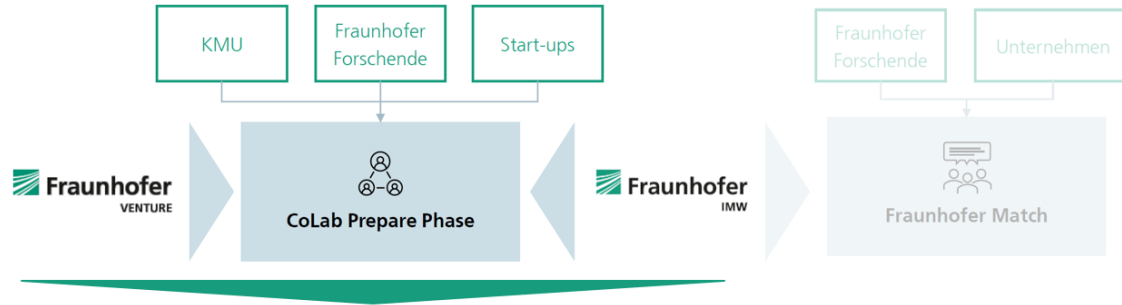 KMU
Fraunhofer
Forschende
Start-ups
Fraunhofer
Forschende
Unternehmen
Fraunhofer
VENTURE
CoLab Prepare Phase
Fraunhofer
IMW
Fraunhofer Match